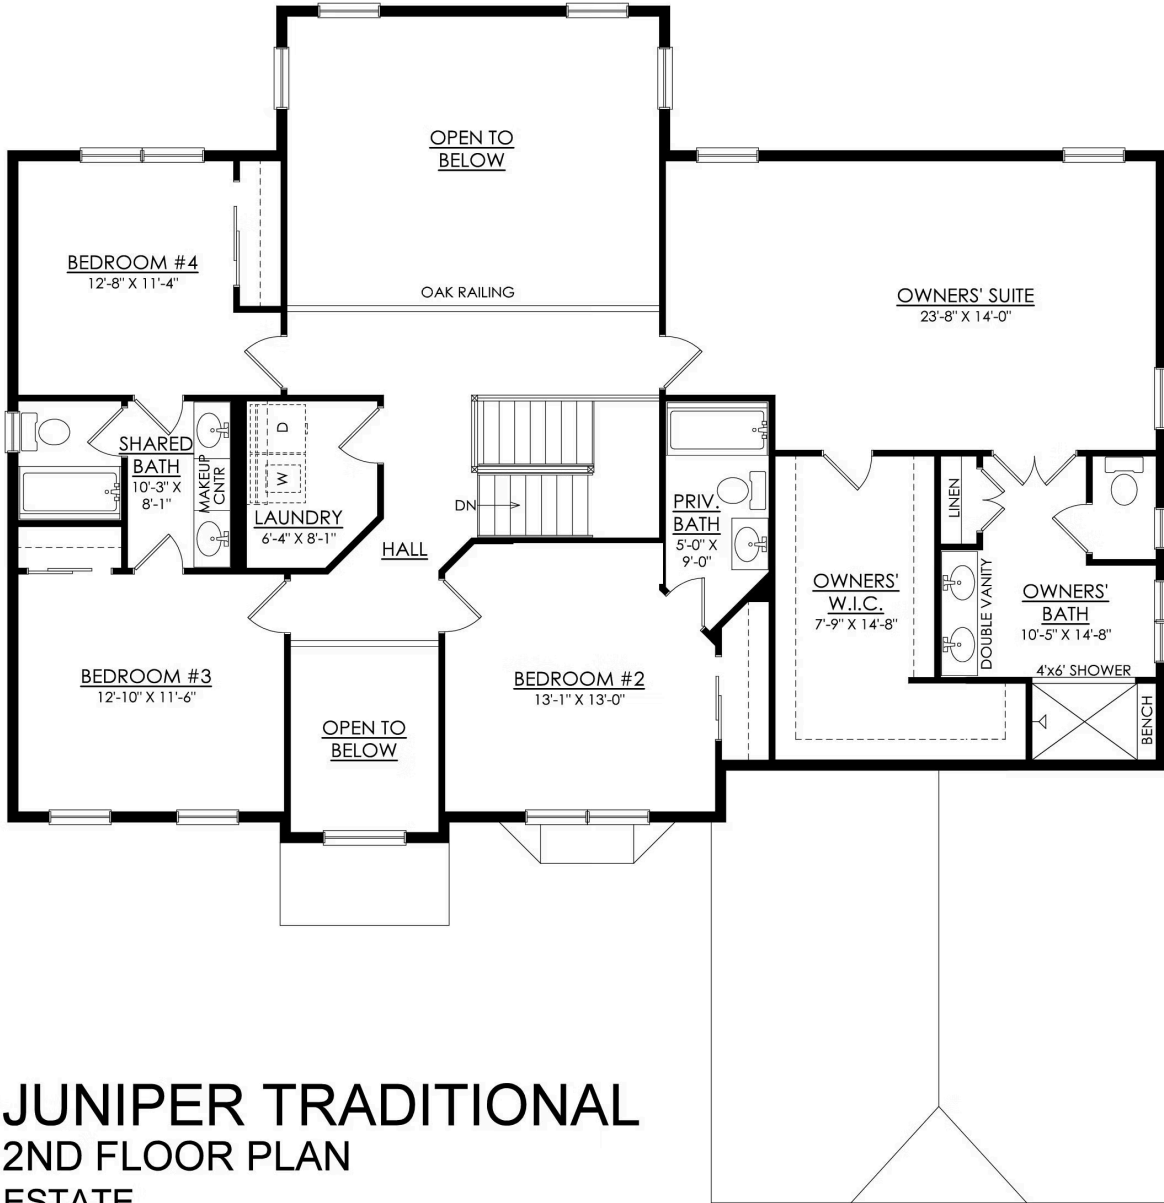 OPEN TO
BELOW
BEDROOM #4
12'-8" X 11'-4"
OAK RAILING
OWNERS' SUITE
23'-8" X 14'-0"
SHARED
BATH
10'-3" X
8'-1"
MAKEUP
CNTR
D
W
LAUNDRY
6'-4" X 8'-1"
HALL
DN
PRIV.
BATH
5'-0" X
9'-0"
LINEN
OWNERS'
W.I.C.
7'-9" X 14'-8"
DOUBLE VANITY
OWNERS'
BATH
10'-5" X 14'-8"
4'x6' SHOWER
BENCH
BEDROOM #3
12'-10" X 11'-6"
OPEN TO
BELOW
BEDROOM #2
13'-1" X 13'-0"
JUNIPER TRADITIONAL
2ND FLOOR PLAN
ESTATE